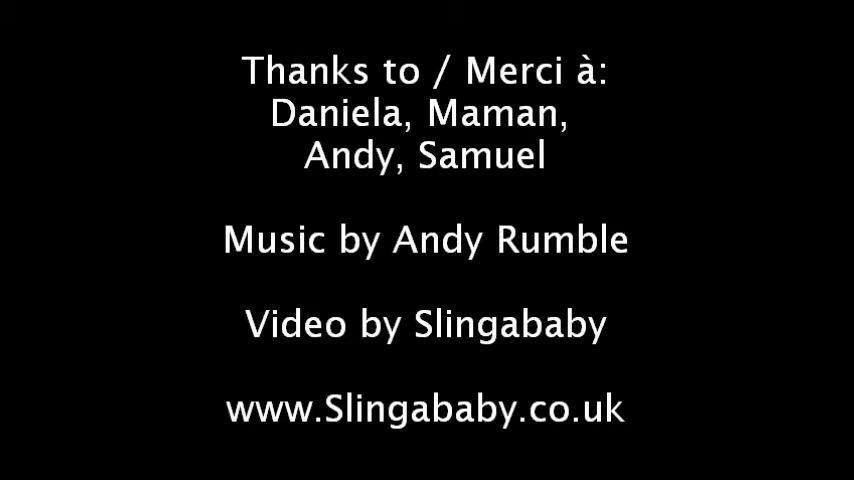 Thanks to / Merci à:
Daniela, Maman,
Andy, Samuel
Music by Andy Rumble
Video by Slingababy
www.Slingababy.co.uk